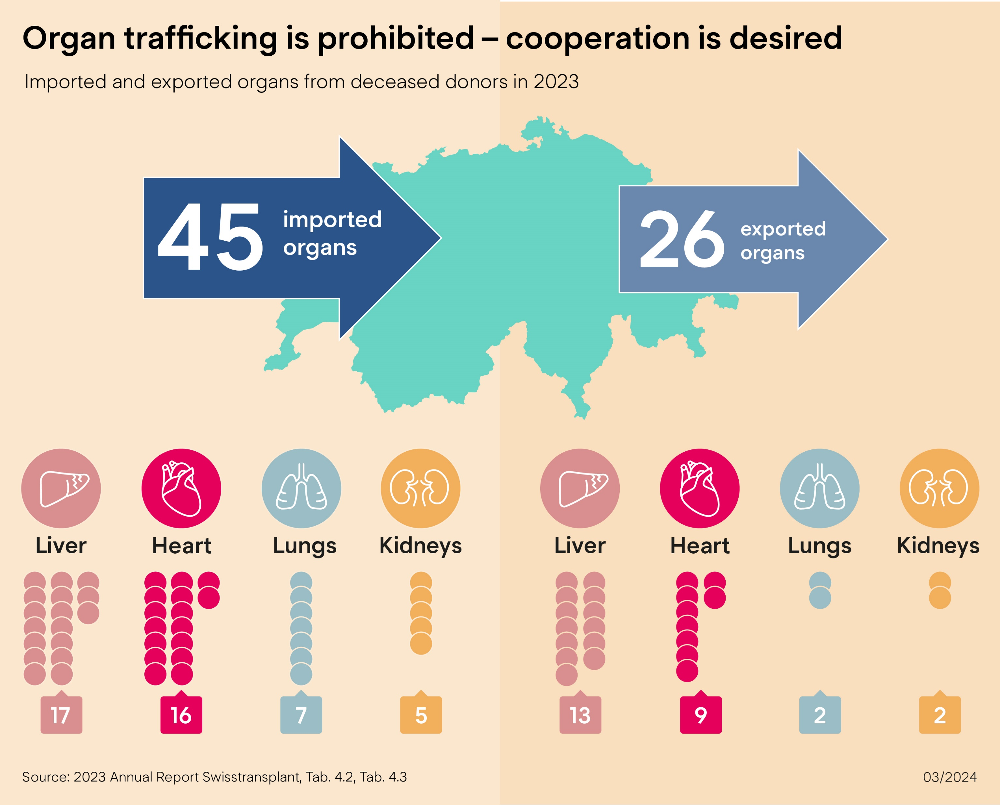 Organ trafficking is prohibited – cooperation is desired
Imported and exported organs from deceased donors in 2023
45 imported
organs
26 exported
organs
Liver Heart Lungs Kidneys Liver Heart Lungs Kidneys
17 16 7 5 13 9 2 2
Source: 2023 Annual Report Swisstransplant, Tab. 4.2, Tab. 4.3
03/2024